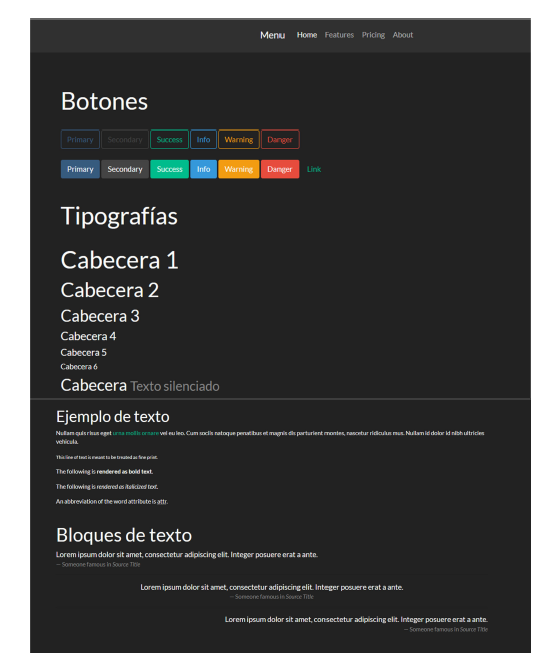 Menu Home Features Pricing About
Botones
Primary Secondary Success Info Warning Danger
Primary Secondary Success Info Warning Danger Link
Tipografías
Cabecera 1
Cabecera 2
Cabecera 3
Cabecera 4
Cabecera 5
Cabecera 6
Cabecera Texto silenciado
Ejemplo de texto
Nullam quis risus eget urna mollis ornare vel eu leo. Cum sociis natoque penatibus et magnis dis parturient montes, nascetur ridiculus mus. Nullam id dolor id nibh ultricies
vehicula.
This line of text is meant to be treated as fine print.
The following is rendered as bold text.
The following is rendered as italicized text.
An abbreviation of the word attribute is attr.
Bloques de texto
Lorem ipsum dolor sit amet, consectetur adipiscing elit. Integer posuere erat a ante.
— Someone famous in Source Title
Lorem ipsum dolor sit amet, consectetur adipiscing elit. Integer posuere erat a ante.
— Someone famous in Source Title
Lorem ipsum dolor sit amet, consectetur adipiscing elit. Integer posuere erat a ante.
— Someone famous in Source Title